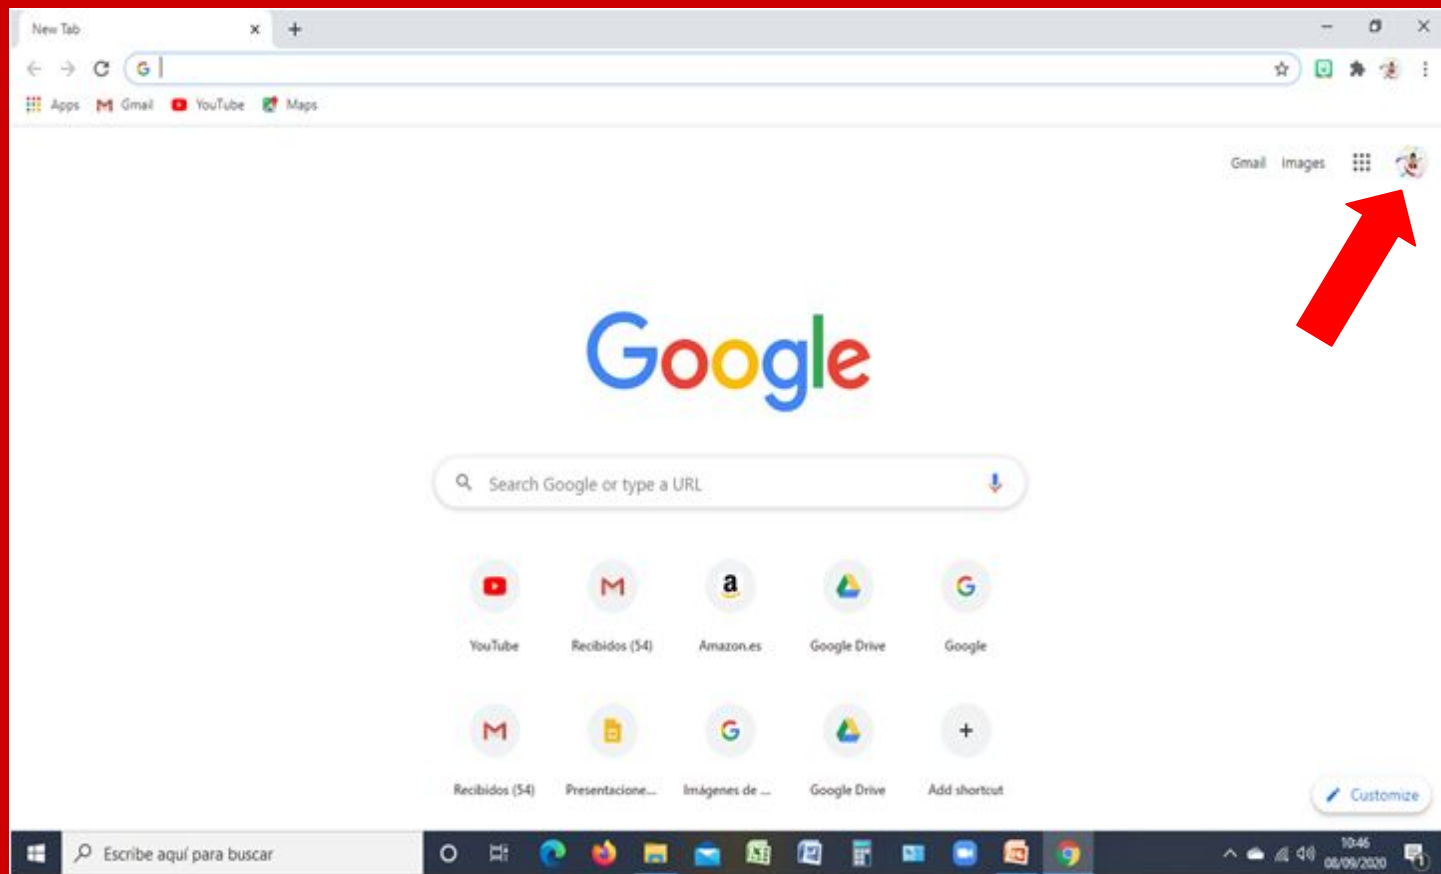 New Tab
Apps Gmail YouTube Maps
Gmail Images
Google
Search Google or type a URL
YouTube Recibidos (54) Amazon.es Google Drive Google
Recibidos (54) Presentacione... Imágenes de ... Google Drive Add shortcut
Customize
Escribe aquí para buscar
10:46
08/09/2020